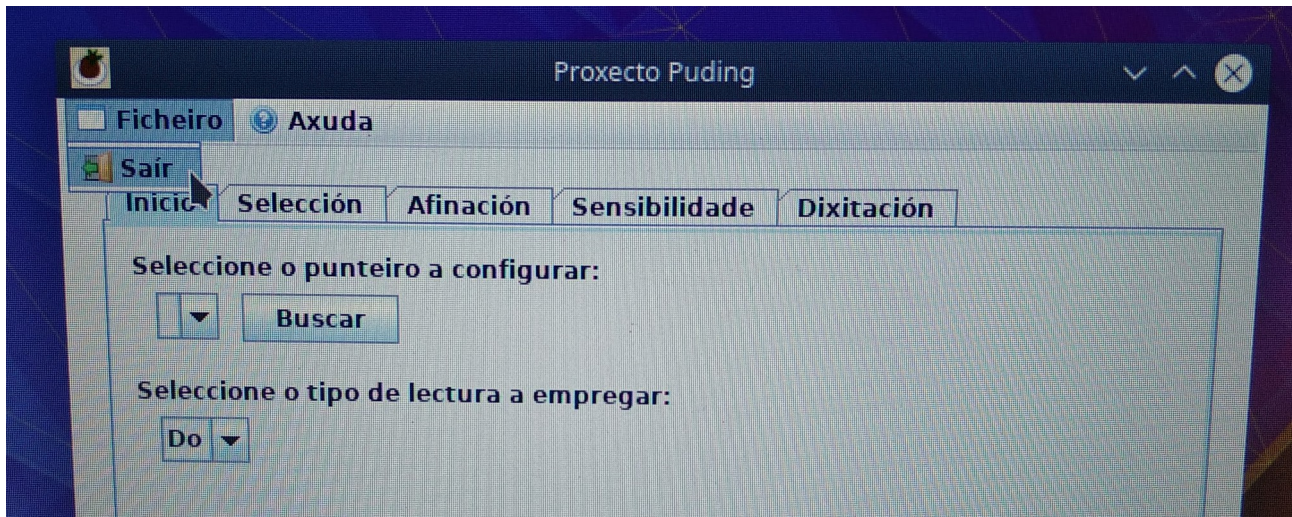 Proxecto Puding
Ficheiro Axuda
Saír
Inicio Selección Afinación Sensibilidade Dixitación
Seleccione o punteiro a configurar:
Buscar
Seleccione o tipo de lectura a empregar:
Do